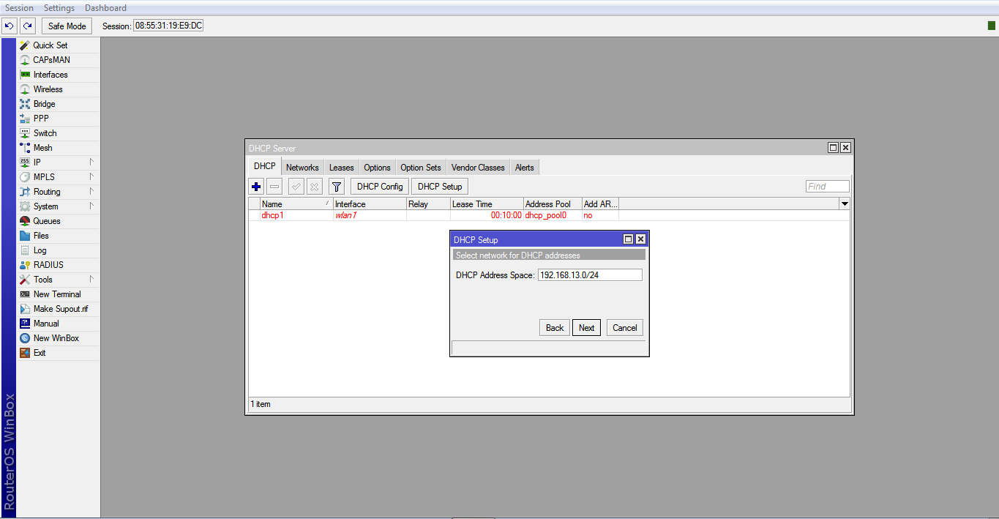 Session Settings Dashboard
Safe Mode Session: 08:55:31:19:E9:DC
Quick Set
CAPsMAN
Interfaces
Wireless
Bridge
PPP
Switch
Mesh
IP
MPLS
Routing
System
Queues
Files
Log
RADIUS
Tools
New Terminal
Make Supout.rif
Manual
New WinBox
Exit
RouterOS WinBox
DHCP Server
DHCP Networks Leases Options Option Sets Vendor Classes Alerts
DHCP Config DHCP Setup Find
Name Interface Relay Lease Time Address Pool Add AR...
dhcp1 wlan1 00:10:00 dhcp_pool0 no
DHCP Setup
Select network for DHCP addresses
DHCP Address Space: 192.168.13.0/24
Back Next Cancel
1 item